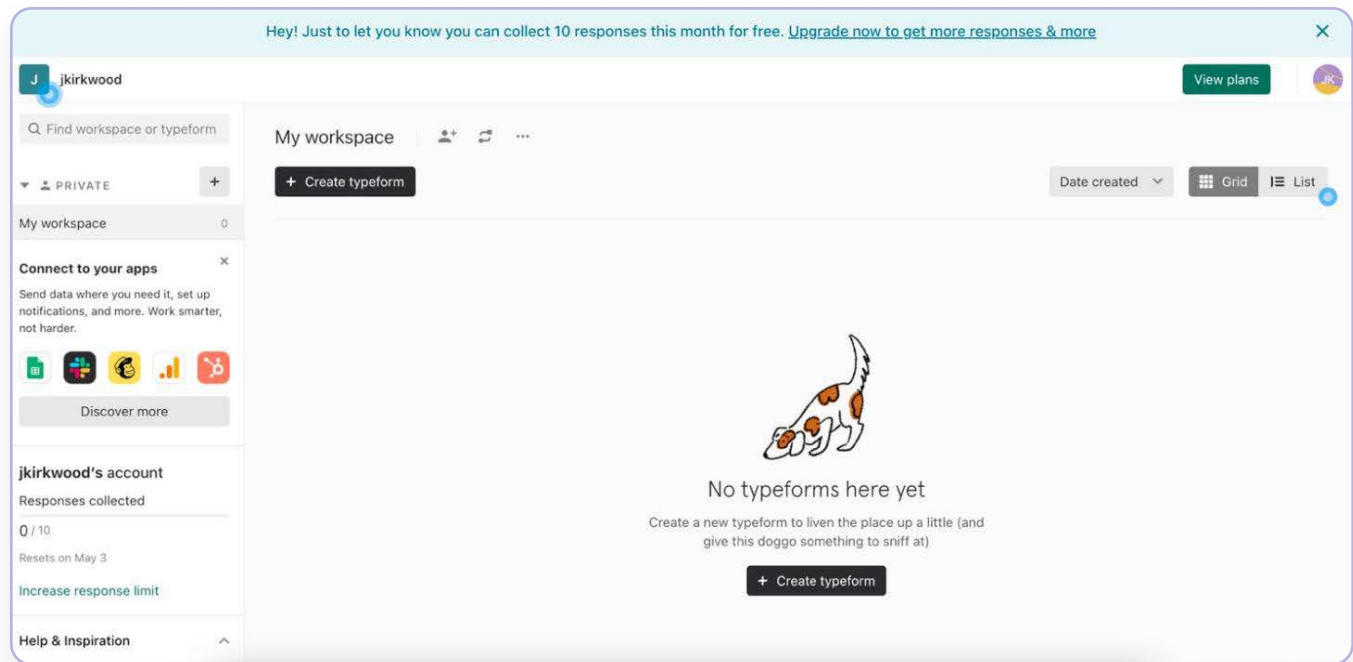 Hey! Just to let you know you can collect 10 responses this month for free. Upgrade now to get more responses & more
J jkirkwood
View plans
JK
Find workspace or typeform
PRIVATE
My workspace 0
Connect to your apps
Send data where you need it, set up
notifications, and more. Work smarter,
not harder.
Discover more
jkirkwood's account
Responses collected
0 / 10
Resets on May 3
Increase response limit
Help & Inspiration
My workspace
+ Create typeform
Date created
Grid
List
No typeforms here yet
Create a new typeform to liven the place up a little (and
give this doggo something to sniff at)
+ Create typeform